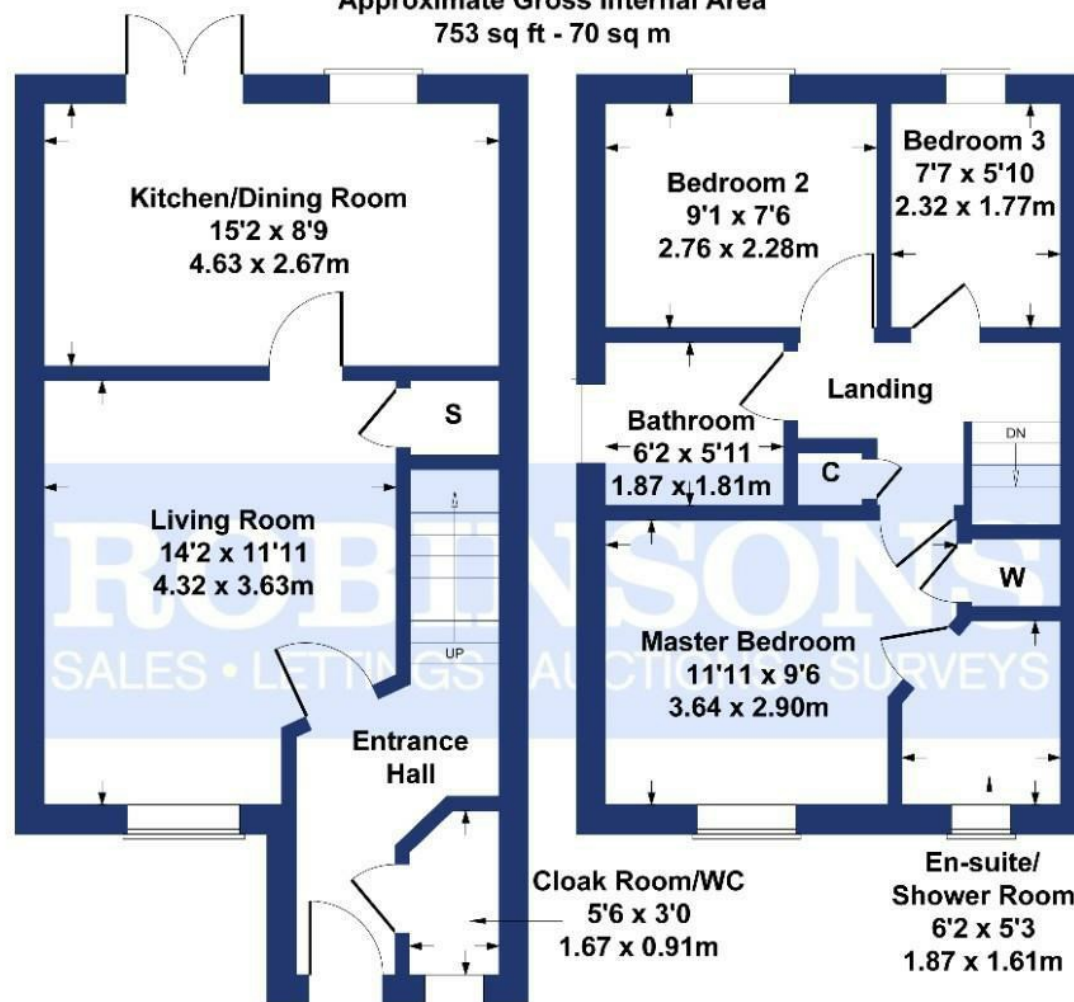 Approximate Gross Internal Area
753 sq ft - 70 sq m
Kitchen/Dining Room
15'2 x 8'9
4.63 x 2.67m
S
Living Room
14'2 x 11'11
4.32 x 3.63m
UP
Entrance
Hall
Cloak Room/WC
5'6 x 3'0
1.67 x 0.91m
Bedroom 2
9'1 x 7'6
2.76 x 2.28m
Bedroom 3
7'7 x 5'10
2.32 x 1.77m
Landing
DN
Bathroom
6'2 x 5'11
1.87 x 1.81m
C
W
Master Bedroom
11'11 x 9'6
3.64 x 2.90m
En-suite/
Shower Room
6'2 x 5'3
1.87 x 1.61m
ROBINSONS
SALES • LETTINGS AUCTIONS SURVEYS